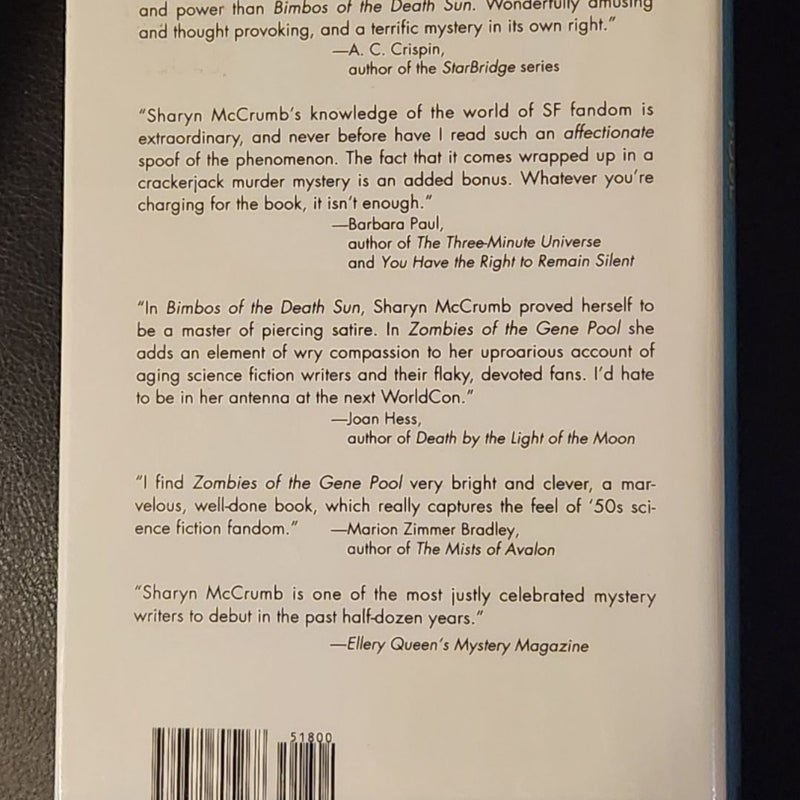 and power than Bimbos of the Death Sun. Wonderfully amusing
and thought provoking, and a terrific mystery in its own right.”
—A. C. Crispin,
author of the StarBridge series
“Sharyn McCrumb’s knowledge of the world of SF fandom is
extraordinary, and never before have I read such an affectionate
spoof of the phenomenon. The fact that it comes wrapped up in a
crackerjack murder mystery is an added bonus. Whatever you’re
charging for the book, it isn’t enough.”
—Barbara Paul,
author of The Three-Minute Universe
and You Have the Right to Remain Silent
“In Bimbos of the Death Sun, Sharyn McCrumb proved herself to
be a master of piercing satire. In Zombies of the Gene Pool she
adds an element of wry compassion to her uproarious account of
aging science fiction writers and their flaky, devoted fans. I’d hate
to be in her antenna at the next WorldCon.”
—Joan Hess,
author of Death by the Light of the Moon
“I find Zombies of the Gene Pool very bright and clever, a mar-
velous, well-done book, which really captures the feel of ’50s sci-
ence fiction fandom.” —Marion Zimmer Bradley,
author of The Mists of Avalon
“Sharyn McCrumb is one of the most justly celebrated mystery
writers to debut in the past half-dozen years.”
—Ellery Queen’s Mystery Magazine
51800